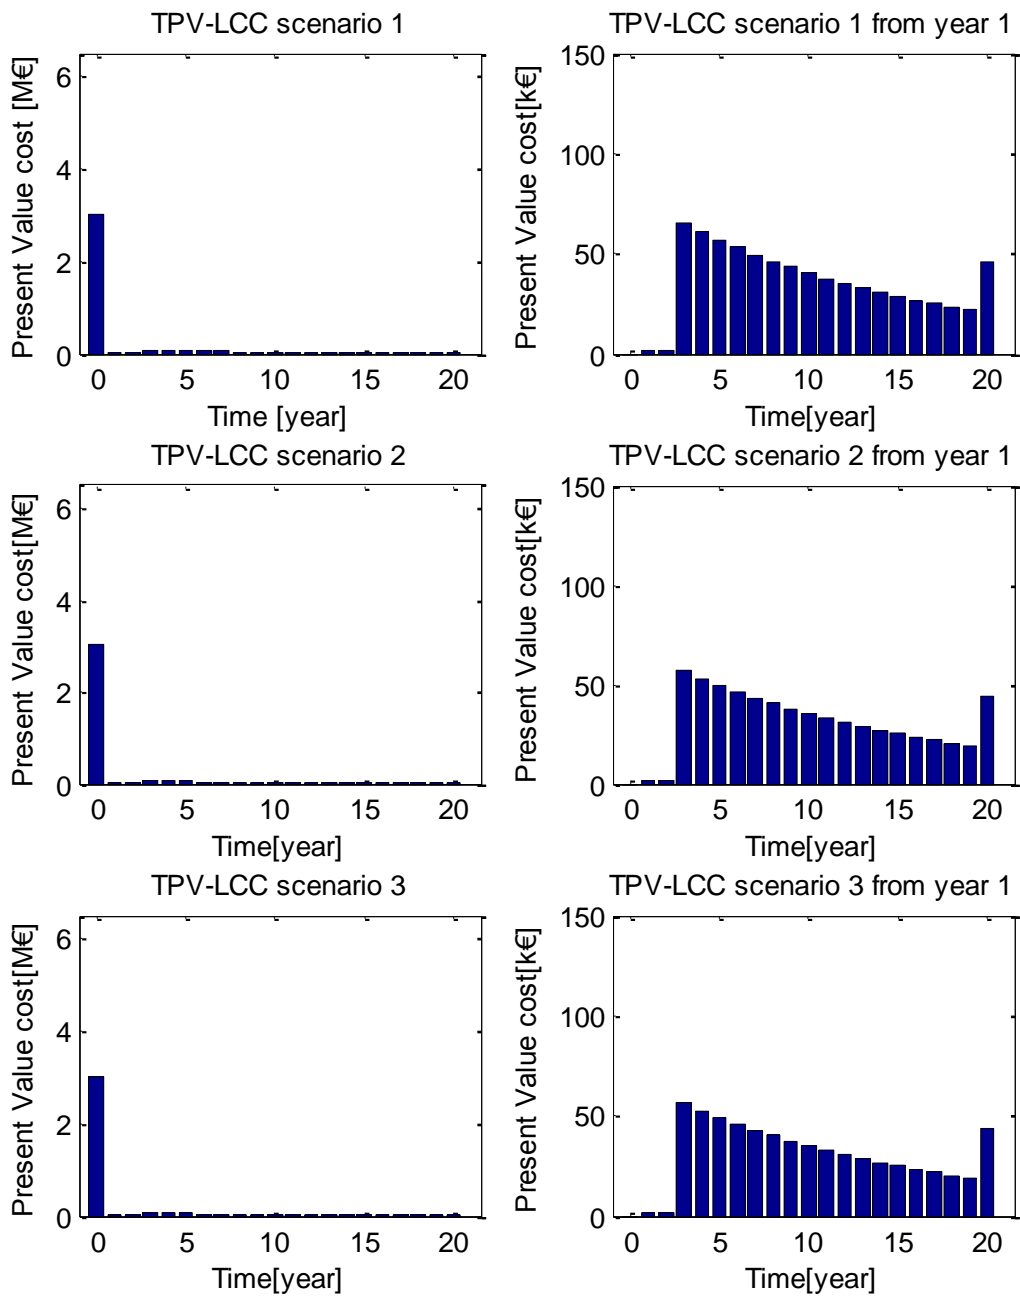 TPV-LCC scenario 1
TPV-LCC scenario 1 from year 1
Present Value cost [M€]
6
4
2
0
0 5 10 15 20
Time [year]
Present Value cost[k€]
150
100
50
0
0 5 10 15 20
Time[year]
TPV-LCC scenario 2
TPV-LCC scenario 2 from year 1
Present Value cost[M€]
6
4
2
0
0 5 10 15 20
Time[year]
Present Value cost[k€]
150
100
50
0
0 5 10 15 20
Time[year]
TPV-LCC scenario 3
TPV-LCC scenario 3 from year 1
Present Value cost[M€]
6
4
2
0
0 5 10 15 20
Time[year]
Present Value cost[k€]
150
100
50
0
0 5 10 15 20
Time[year]